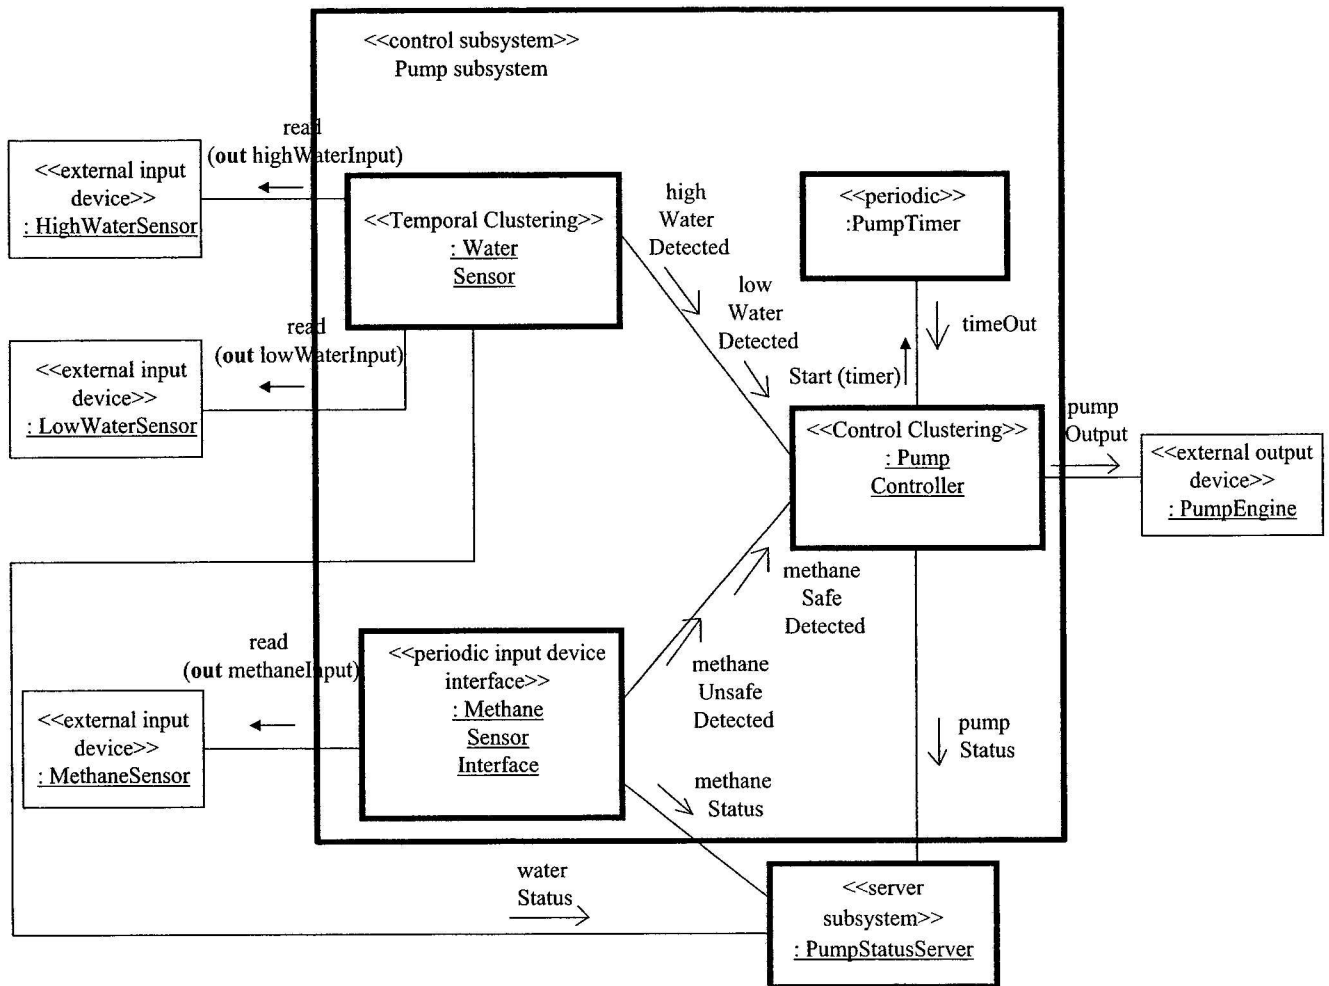 <<control subsystem>>
Pump subsystem
read
(out highWaterInput)
<<external input
device>>
: HighWaterSensor
<<Temporal Clustering>>
: Water
Sensor
high
Water
Detected
<<periodic>>
:PumpTimer
low
Water
Detected
timeOut
Start (timer)
read
(out lowWaterInput)
<<external input
device>>
: LowWaterSensor
<<Control Clustering>>
: Pump
Controller
pump
Output
<<external output
device>>
: PumpEngine
methane
Safe
Detected
read
(out methaneInput)
<<external input
device>>
: MethaneSensor
<<periodic input device
interface>>
: Methane
Sensor
Interface
methane
Unsafe
Detected
pump
Status
methane
Status
water
Status
<<server
subsystem>>
: PumpStatusServer